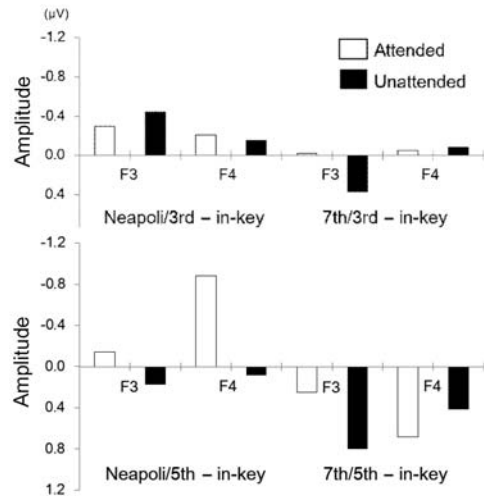 (μV)
-1.2
-0.8
-0.4
0.0
0.4
Amplitude
Attended
Unattended
F3
F4
F3
F4
Neapoli/3rd – in-key
7th/3rd – in-key
-1.2
-0.8
-0.4
0.0
0.4
0.8
1.2
Amplitude
F3
F4
F3
F4
Neapoli/5th – in-key
7th/5th – in-key